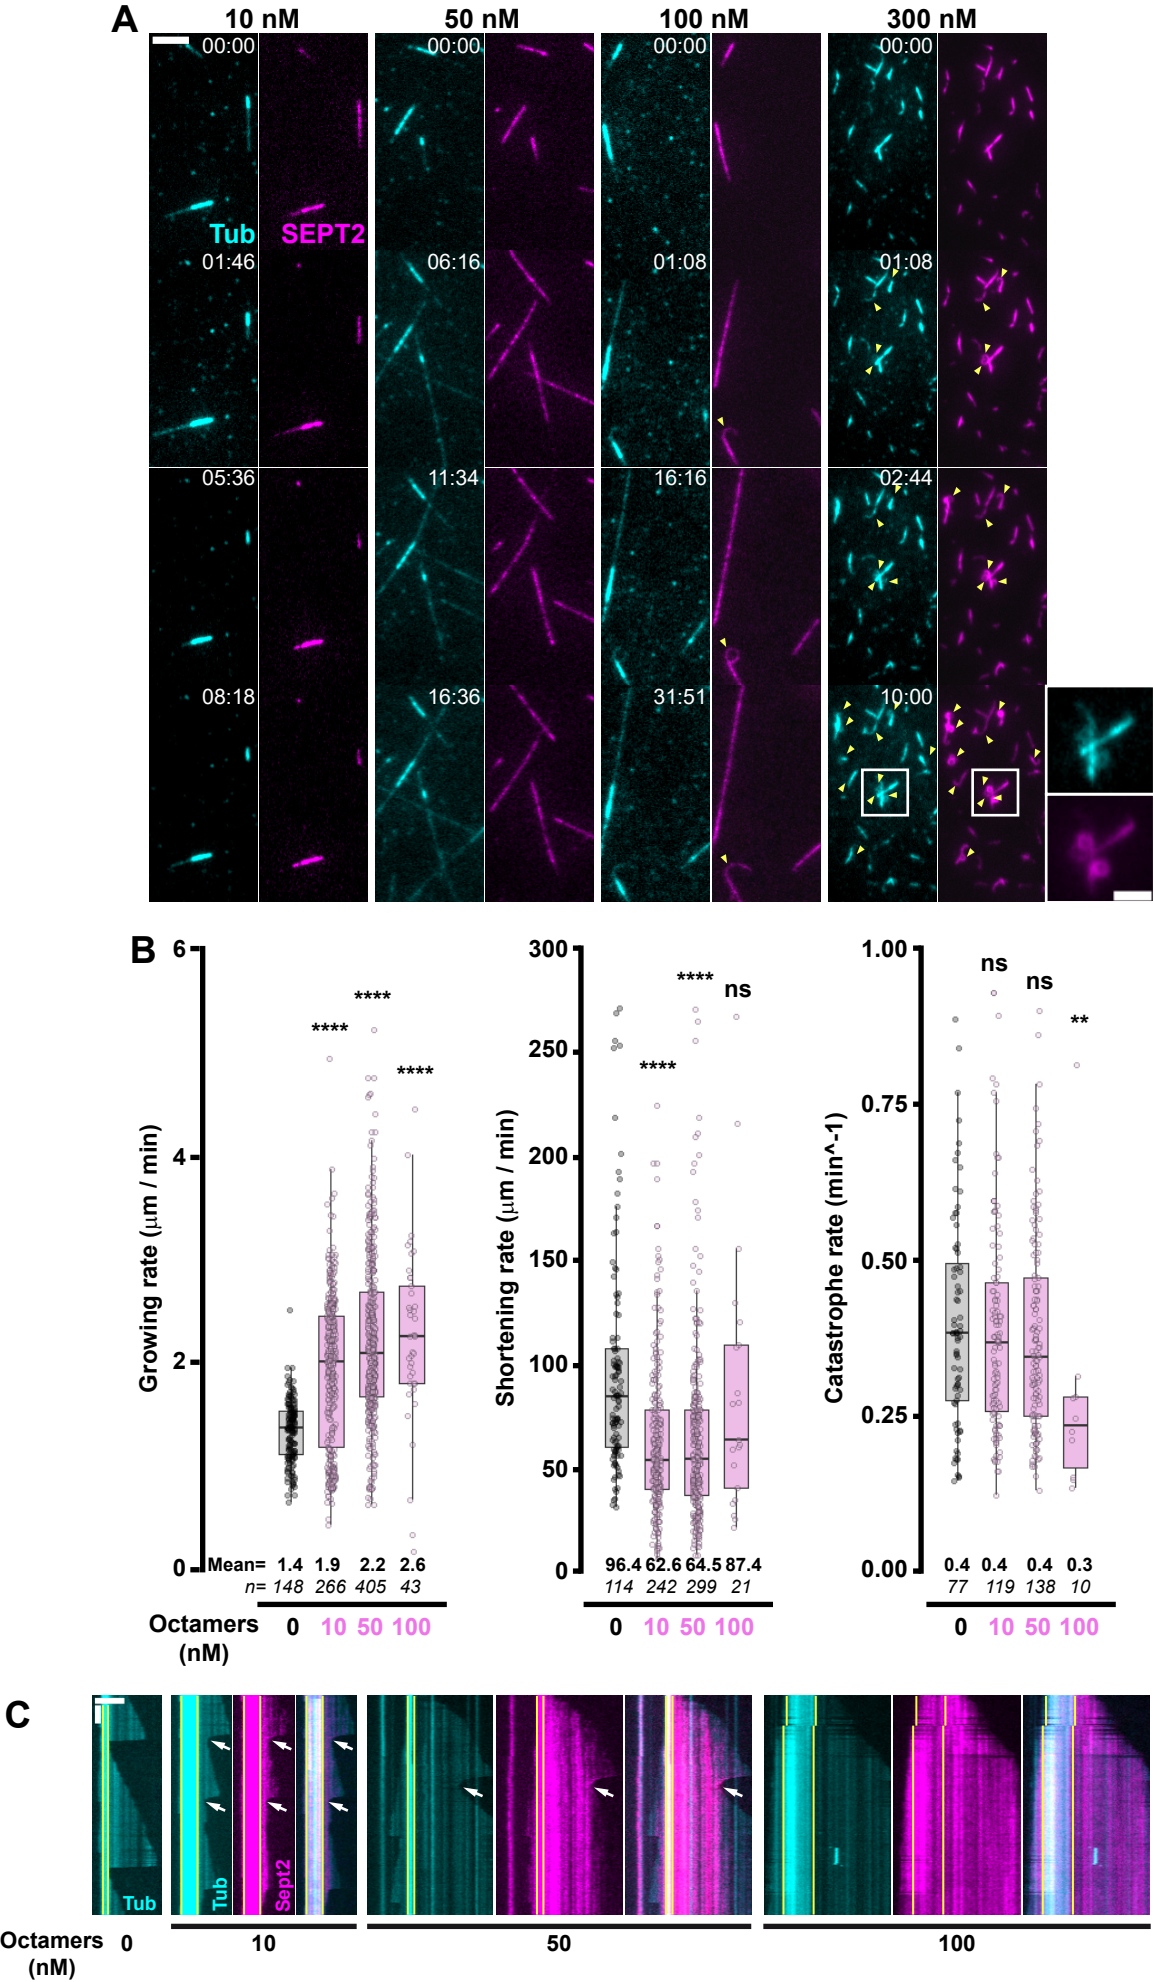 A
10 nM 50 nM 100 nM 300 nM
00:00 00:00 00:00 00:00
Tub SEPT2
01:46 06:16 01:08 01:08
05:36 11:34 16:16 02:44
08:18 16:36 31:51 10:00
B
6 300 1.00
**** **** ****
**** **** ns
ns ns **
250
4 200 0.75
150 0.50
2 100
50 0.25
0 0 0.00
Growing rate (μm / min)
Shortening rate (μm / min)
Catastrophe rate (min^-1)
Mean= 1.4 1.9 2.2 2.6 96.4 62.6 64.5 87.4 0.4 0.4 0.4 0.3
n= 148 266 405 43 114 242 299 21 77 119 138 10
Octamers 0 10 50 100 0 10 50 100 0 10 50 100
(nM)
C
Tub Tub Sept2
Octamers 0 10 50 100
(nM)